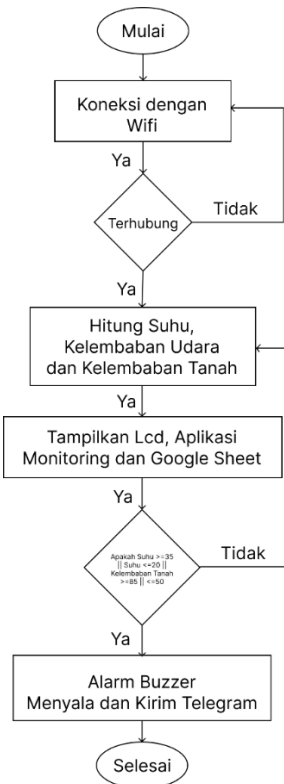 Mulai
Koneksi dengan
Wifi
Ya
Terhubung
Tidak
Ya
Hitung Suhu,
Kelembaban Udara
dan Kelembaban Tanah
Ya
Tampilkan Lcd, Aplikasi
Monitoring dan Google Sheet
Ya
Apakah Suhu >=35
|| Suhu <=20 ||
Kelembaban Tanah
>=85 || <=50
Tidak
Ya
Alarm Buzzer
Menyala dan Kirim Telegram
Selesai